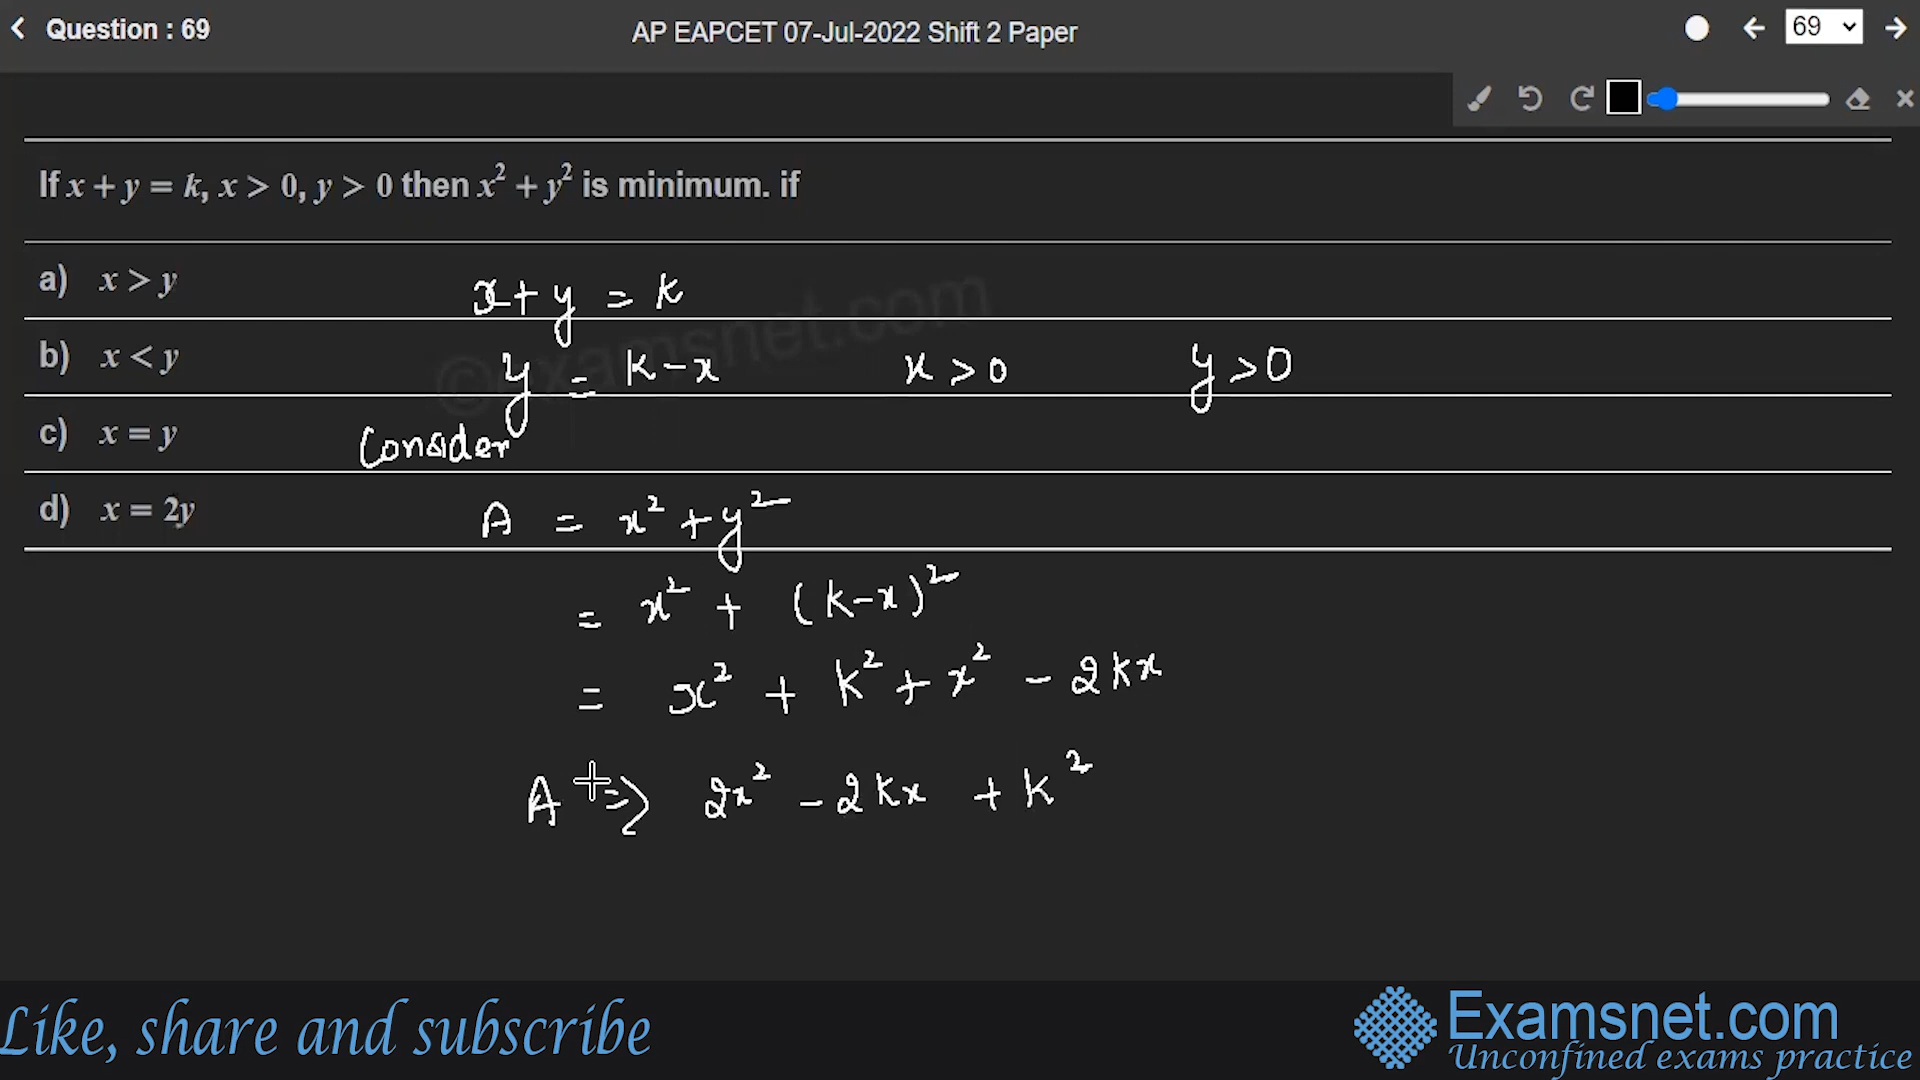 Question : 69
AP EAPCET 07-Jul-2022 Shift 2 Paper
69
If x + y = k, x > 0, y > 0 then x² + y² is minimum. if
a) x > y
x + y = k
©examsnet.com
b) x < y
y = k - x x > 0 y > 0
c) x = y
Consider
d) x = 2y
A = x² + y²
= x² + (k-x)²
= x² + k² + x² - 2kx
A => 2x² - 2kx + k²
Like, share and subscribe
Examsnet.com
Unconfined exams practice